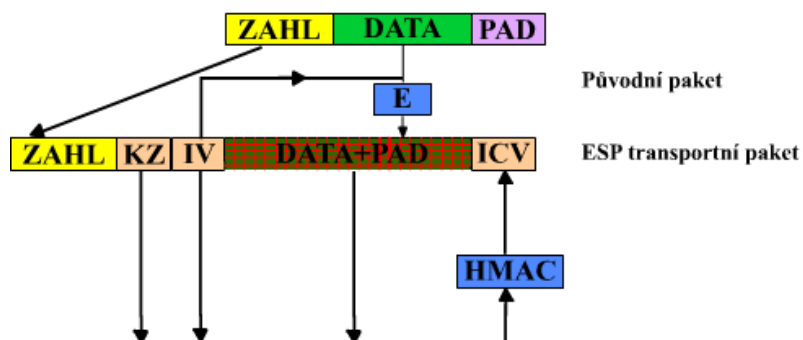 ZAHL DATA PAD
Původní paket
E
ZAHL KZ IV DATA+PAD ICV
ESP transportní paket
HMAC